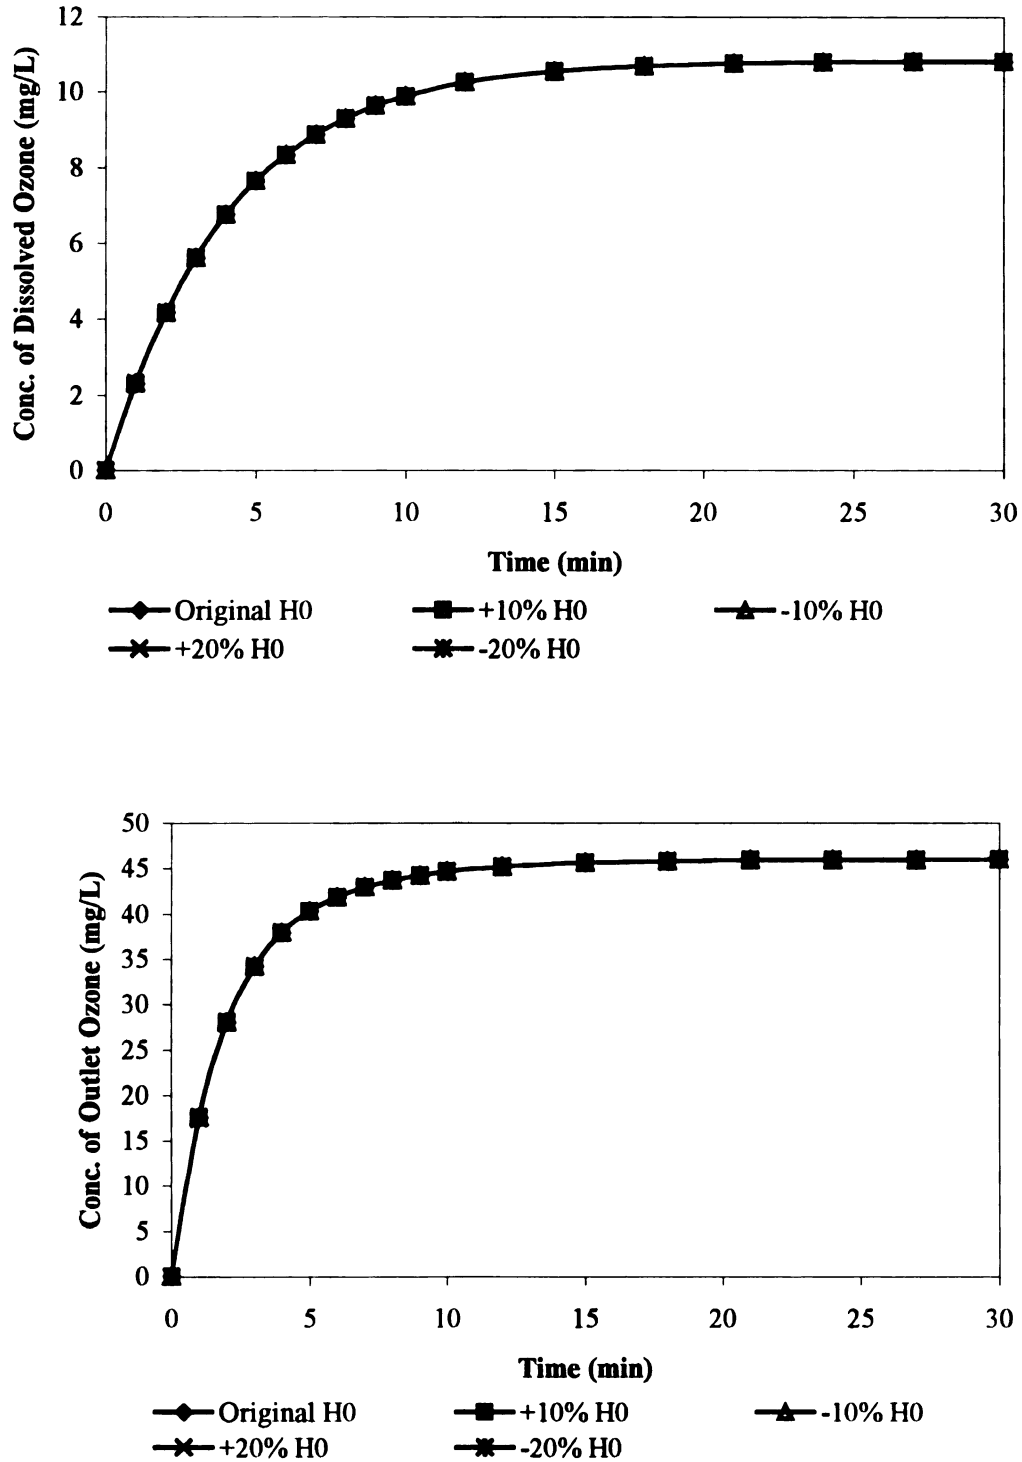 12
10
8
6
4
2
0
Conc. of Dissolved Ozone (mg/L)
0 5 10 15 20 25 30
Time (min)
Original H0 +10% H0 -10% H0
+20% H0 -20% H0
50
45
40
35
30
25
20
15
10
5
0
Conc. of Outlet Ozone (mg/L)
0 5 10 15 20 25 30
Time (min)
Original H0 +10% H0 -10% H0
+20% H0 -20% H0